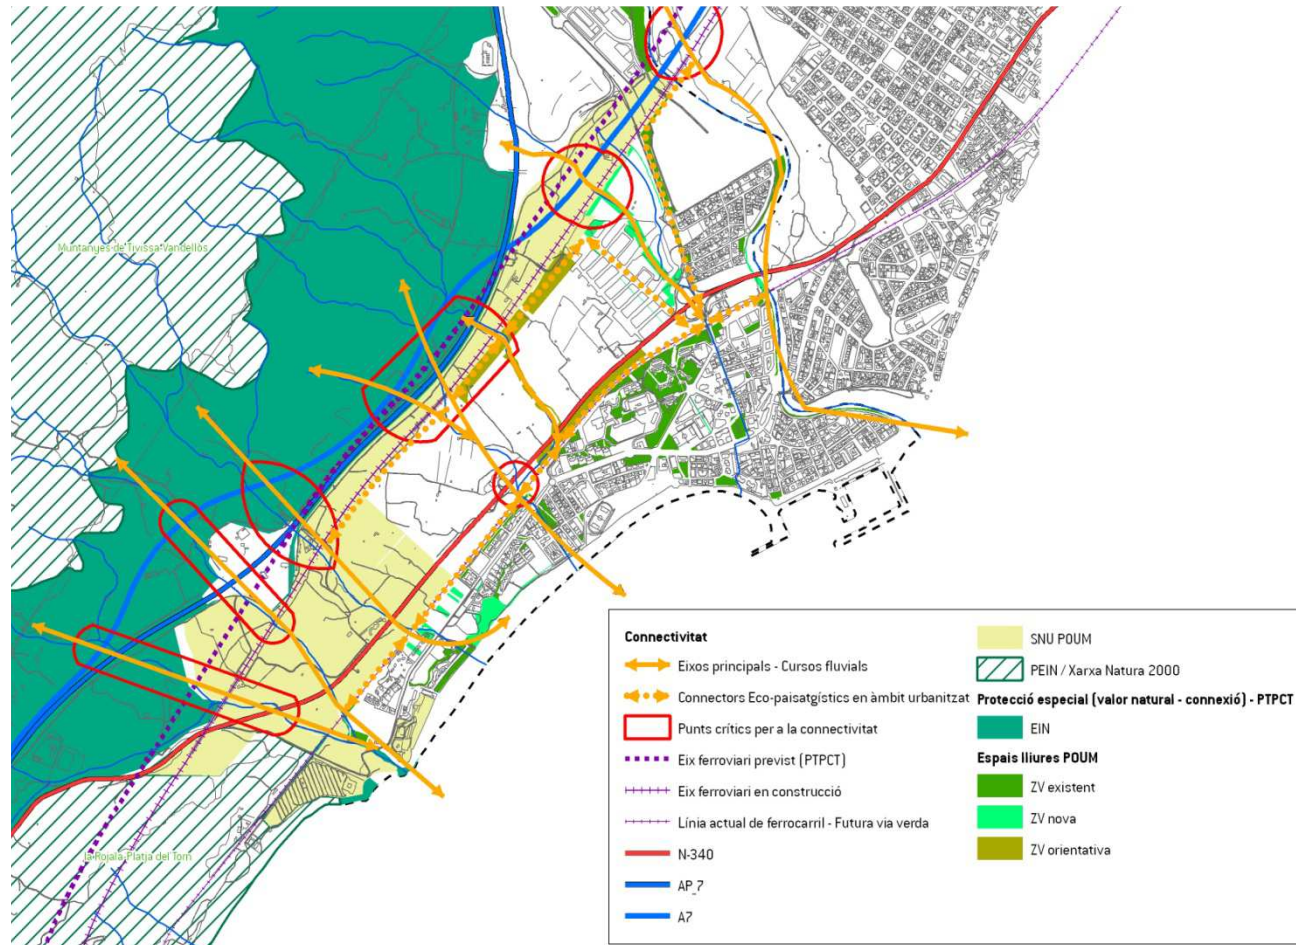 Muntanyes de Tivissa-Vandellos
la Rojala-Platja del Torn
Connectivitat
Eixos principals - Cursos fluvials
Connectors Eco-paisatgístics en àmbit urbanitzat
Punts crítics per a la connectivitat
Eix ferroviari previst (PTPCT)
Eix ferroviari en construcció
Línia actual de ferrocarril - Futura via verda
N-340
AP_7
A7
SNU POUM
PEIN / Xarxa Natura 2000
Protecció especial (valor natural - connexió) - PTPCT
EIN
Espais lliures POUM
ZV existent
ZV nova
ZV orientativa